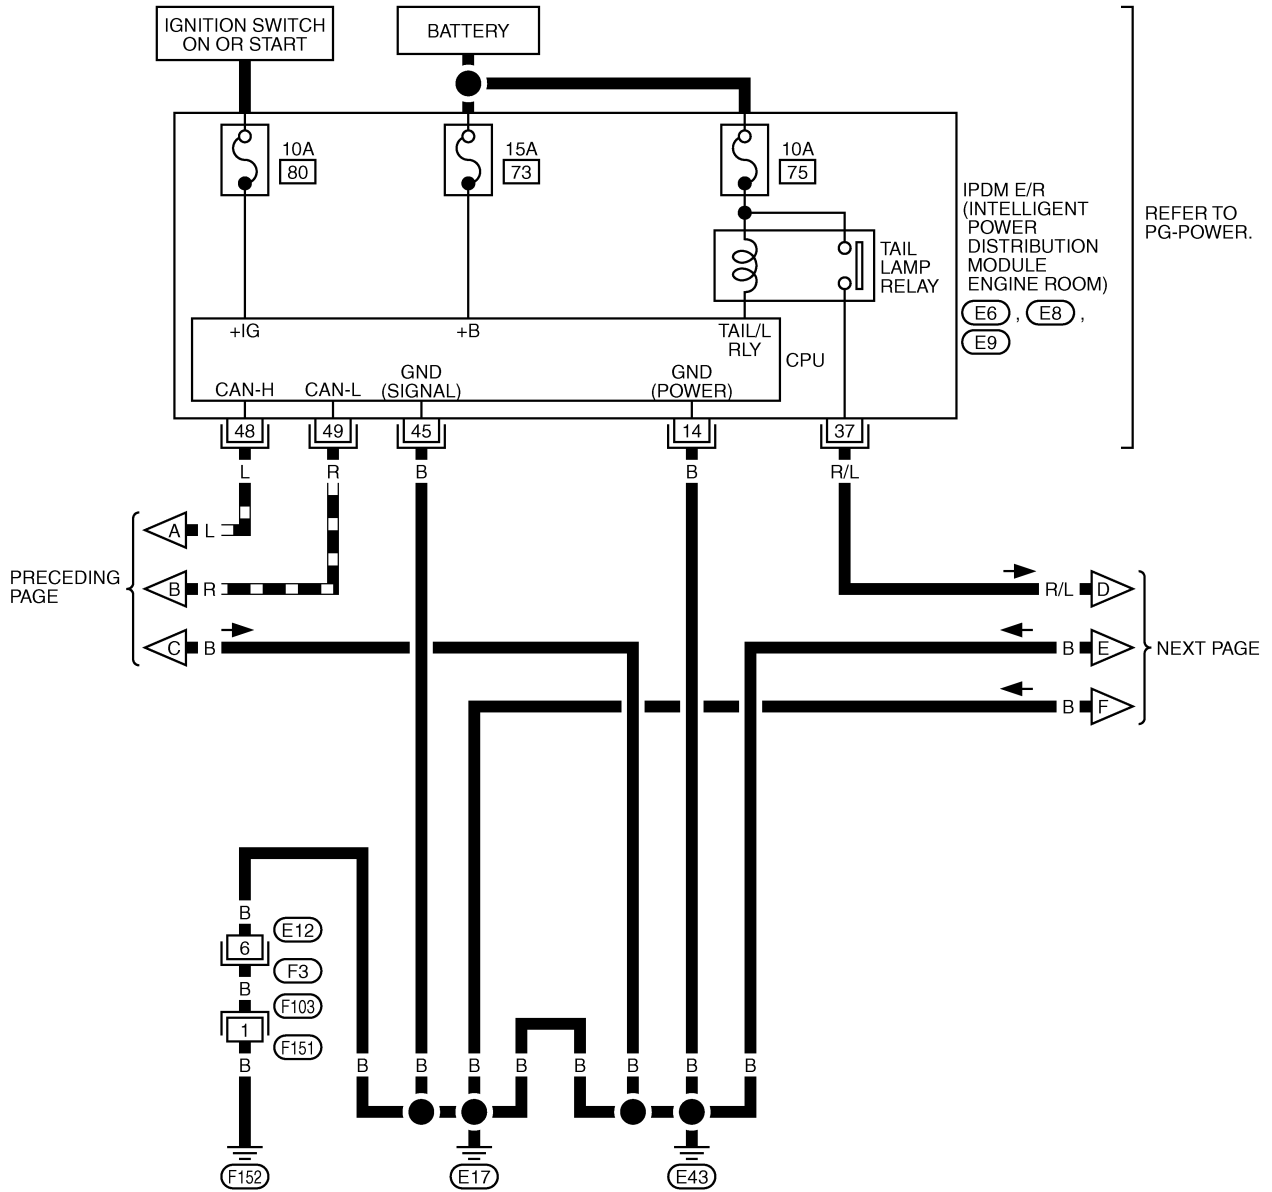 IGNITION SWITCH
ON OR START
BATTERY
10A
80
15A
73
10A
75
IPDM E/R
(INTELLIGENT
POWER
DISTRIBUTION
MODULE
ENGINE ROOM)
E6 , E8 ,
E9
REFER TO
PG-POWER.
TAIL
LAMP
RELAY
+IG
+B
TAIL/L
RLY
CPU
CAN-H
CAN-L
GND
(SIGNAL)
GND
(POWER)
48
49
45
14
37
L
R
B
B
R/L
PRECEDING
PAGE
A L
B R
C B
R/L D
B E
B F
NEXT PAGE
B
E12
6
F3
B
F103
1
F151
B
B
B
B
B
B
B
B
B
F152
E17
E43